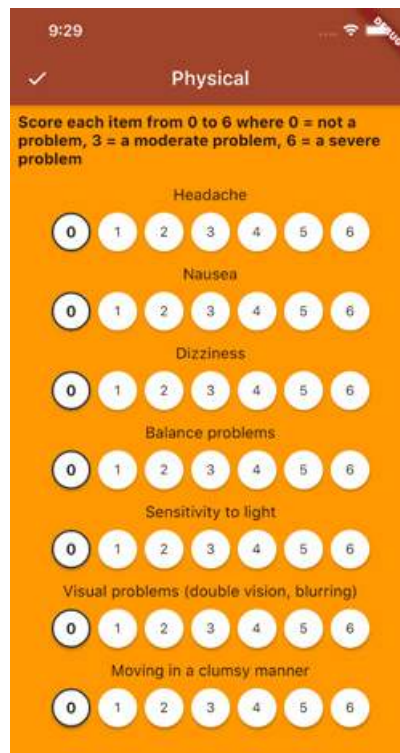 9:29
DEBUG
Physical
Score each item from 0 to 6 where 0 = not a
problem, 3 = a moderate problem, 6 = a severe
problem
Headache
0 1 2 3 4 5 6
Nausea
0 1 2 3 4 5 6
Dizziness
0 1 2 3 4 5 6
Balance problems
0 1 2 3 4 5 6
Sensitivity to light
0 1 2 3 4 5 6
Visual problems (double vision, blurring)
0 1 2 3 4 5 6
Moving in a clumsy manner
0 1 2 3 4 5 6